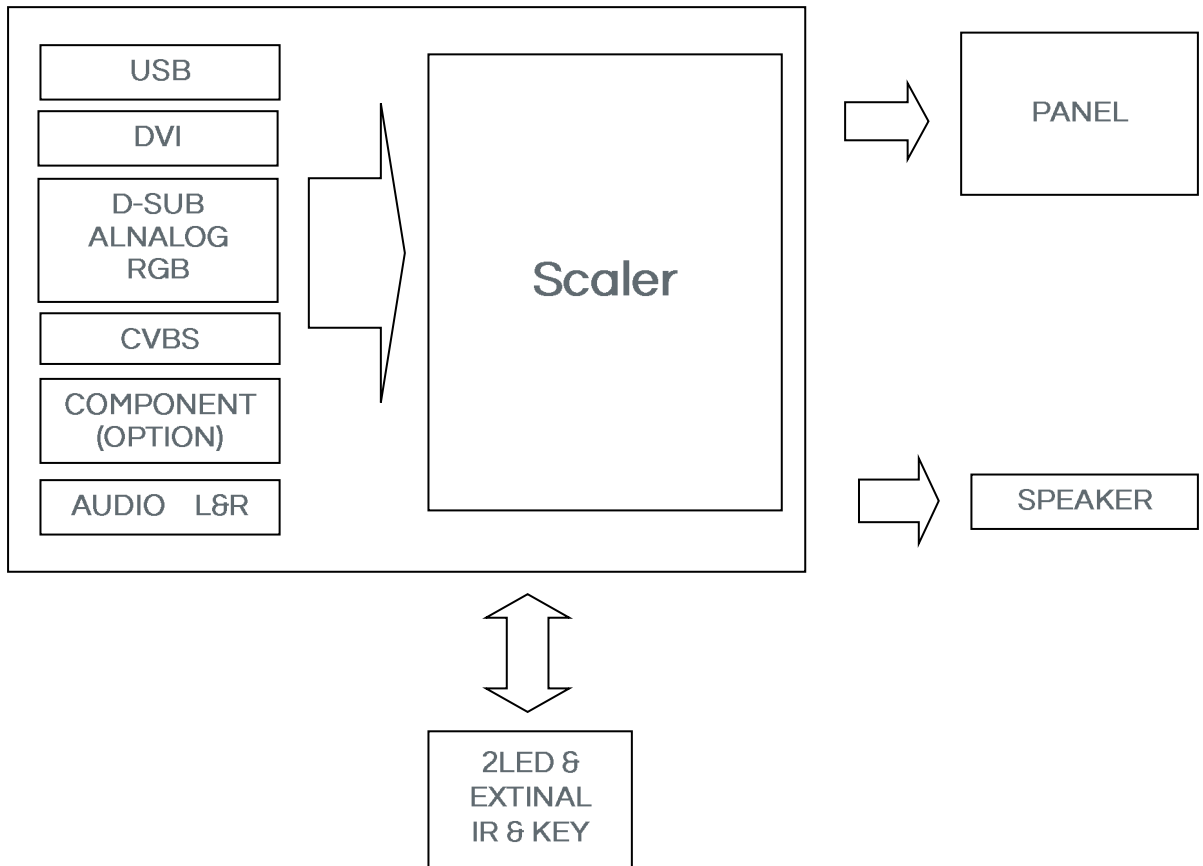 USB
DVI
D-SUB
ALNALOG
RGB
CVBS
COMPONENT
(OPTION)
AUDIO L&R
Scaler
PANEL
SPEAKER
2LED &
EXTINAL
IR & KEY